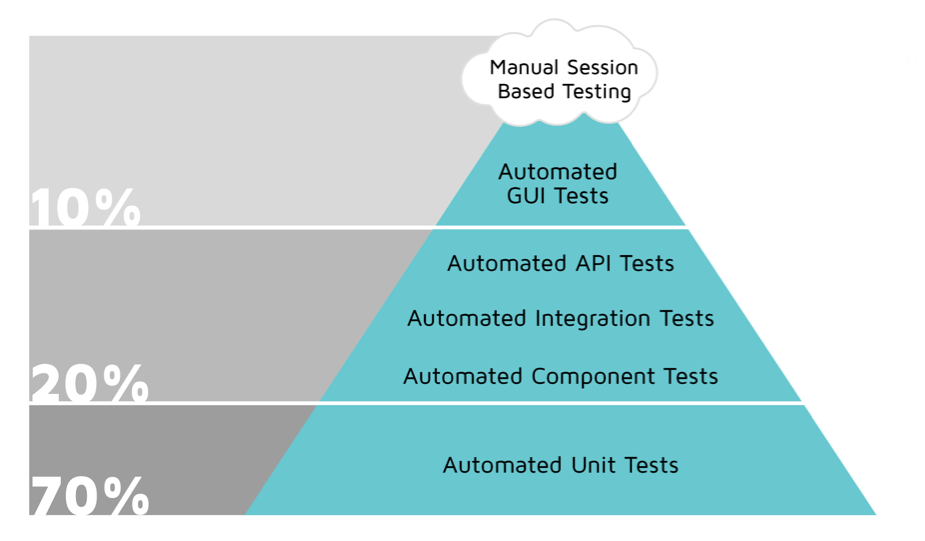 Manual Session
Based Testing
Automated
GUI Tests
10%
Automated API Tests
Automated Integration Tests
20%
Automated Component Tests
Automated Unit Tests
70%